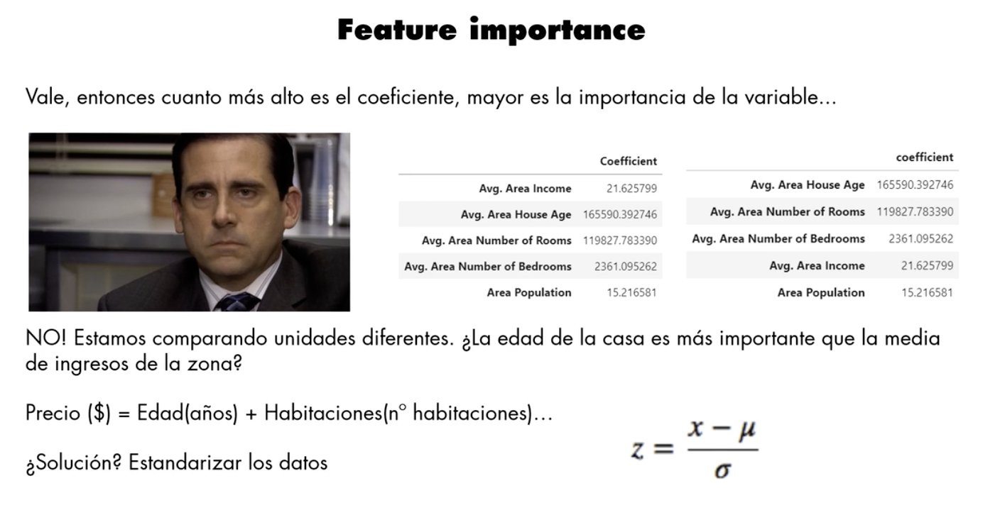 Feature importance
Vale, entonces cuanto más alto es el coeficiente, mayor es la importancia de la variable...
Coefficient
Avg. Area Income 21.625799
Avg. Area House Age 165590.392746
Avg. Area Number of Rooms 119827.783390
Avg. Area Number of Bedrooms 2361.095262
Area Population 15.216581
coefficient
Avg. Area House Age 165590.392746
Avg. Area Number of Rooms 119827.783390
Avg. Area Number of Bedrooms 2361.095262
Avg. Area Income 21.625799
Area Population 15.216581
NO! Estamos comparando unidades diferentes. ¿La edad de la casa es más importante que la media
de ingresos de la zona?
Precio ($) = Edad(años) + Habitaciones(nº habitaciones)...
¿Solución? Estandarizar los datos
z = (x − μ) / σ